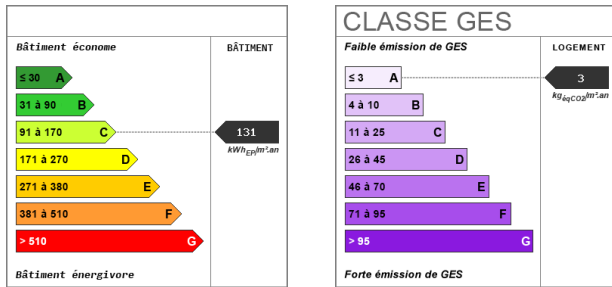 Bâtiment économe
BÂTIMENT
≤ 30 A
31 à 90 B
91 à 170 C
131
kWhEP/m².an
171 à 270 D
271 à 380 E
381 à 510 F
> 510 G
Bâtiment énergivore
CLASSE GES
Faible émission de GES
LOGEMENT
≤ 3 A
3
kgéqCO2/m².an
4 à 10 B
11 à 25 C
26 à 45 D
46 à 70 E
71 à 95 F
> 95 G
Forte émission de GES